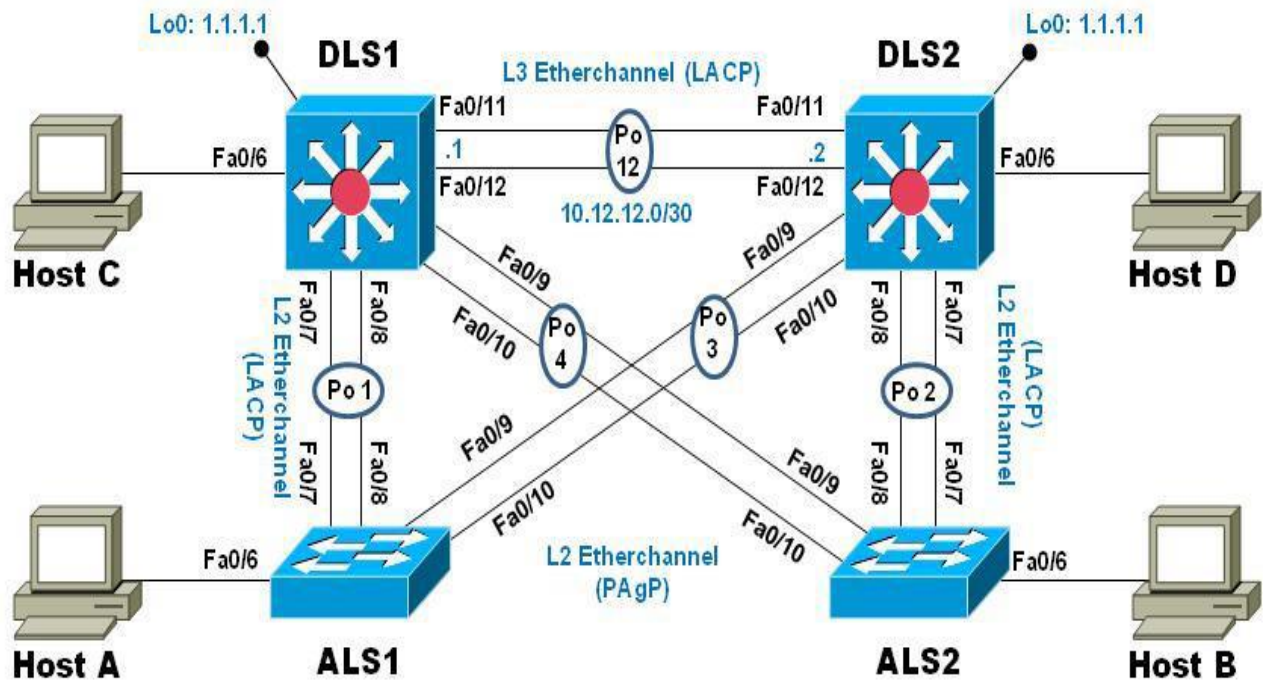 Lo0: 1.1.1.1
Lo0: 1.1.1.1
DLS1
DLS2
L3 Etherchannel (LACP)
Fa0/11
Fa0/11
Fa0/6
.1
Po
12
.2
Fa0/6
Fa0/12
Fa0/12
10.12.12.0/30
Host C
Host D
Fa0/9
Fa0/9
Fa0/10
Fa0/10
Fa0/7
Fa0/8
Fa0/8
Fa0/7
L2 Etherchannel
(LACP)
Po
4
Po
3
L2 Etherchannel
(LACP)
Po 1
Po 2
Fa0/7
Fa0/8
Fa0/9
Fa0/10
Fa0/9
Fa0/10
Fa0/8
Fa0/7
Fa0/6
L2 Etherchannel
(PAgP)
Fa0/6
Host A
ALS1
ALS2
Host B